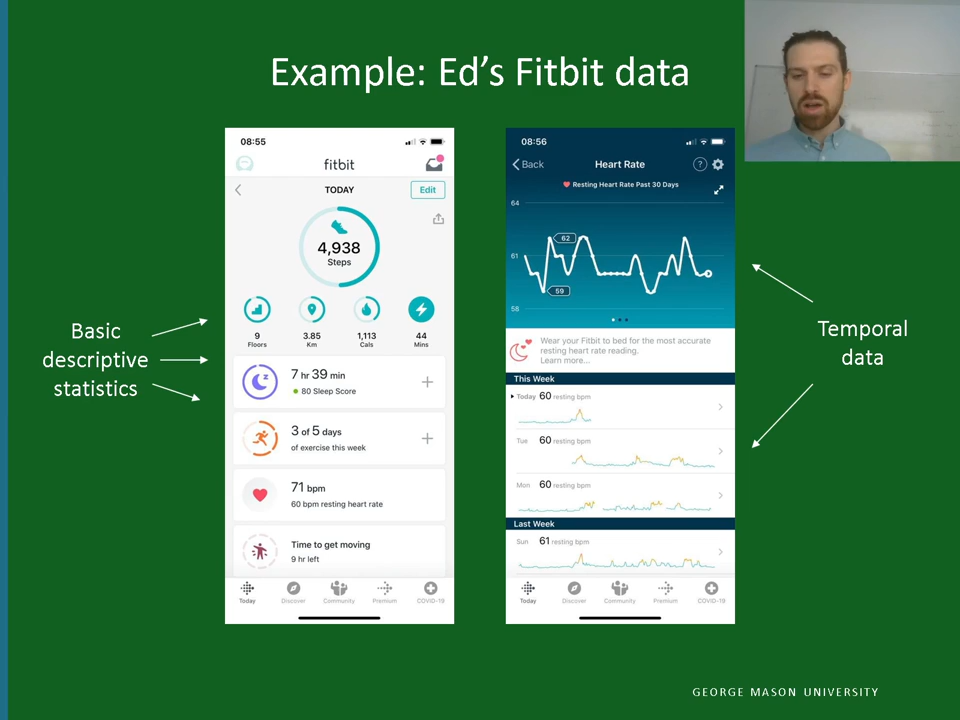 Example: Ed's Fitbit data
Basic
descriptive
statistics
08:55
fitbit
TODAY
Edit
4,938
Steps
9
Floors
3.85
Km
1,113
Cals
44
Mins
7 hr 39 min
80 Sleep Score
3 of 5 days
of exercise this week
71 bpm
60 bpm resting heart rate
Time to get moving
9 hr left
Today
Discover
Community
Premium
COVID-19
08:56
Back
Heart Rate
?
Resting Heart Rate Past 30 Days
64
61
58
62
59
Wear your Fitbit to bed for the most accurate
resting heart rate reading.
Learn more...
This Week
Today 60 resting bpm
Tue 60 resting bpm
Mon 60 resting bpm
Last Week
Sun 61 resting bpm
Today
Discover
Community
Premium
COVID-19
Temporal
data
GEORGE MASON UNIVERSITY